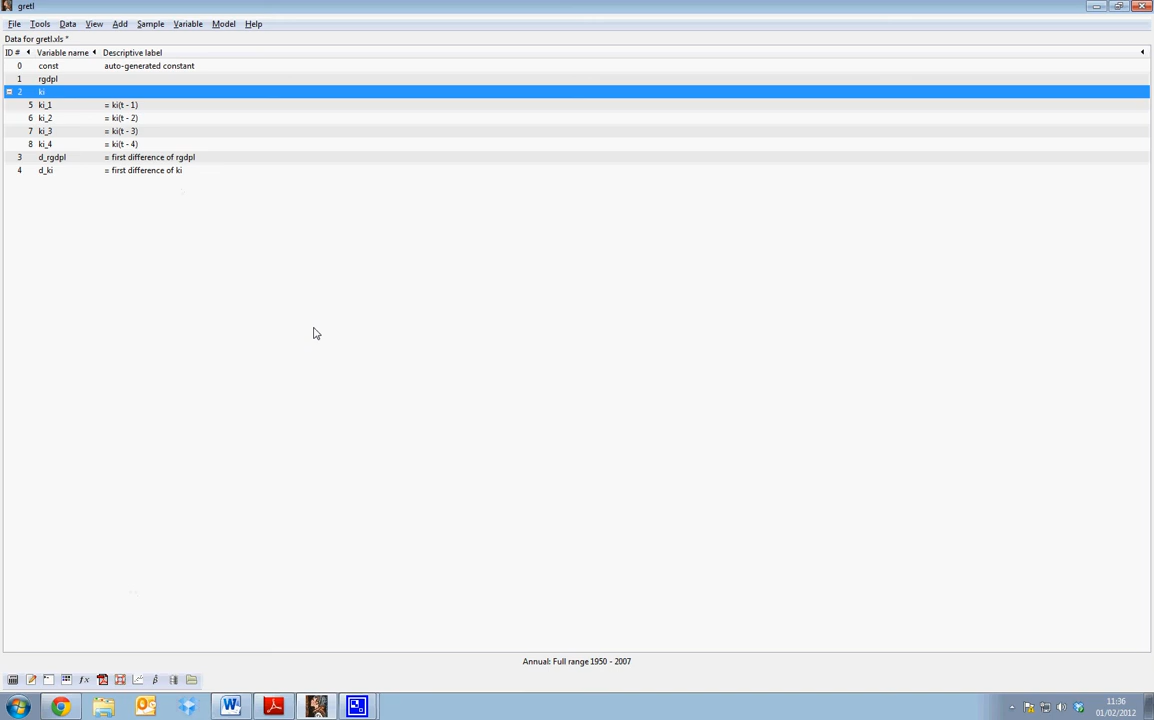 gretl
File Tools Data View Add Sample Variable Model Help
Data for gretl.xls *
ID # Variable name Descriptive label
0 const auto-generated constant
1 rgdpl
2 ki
5 ki_1 = ki(t - 1)
6 ki_2 = ki(t - 2)
7 ki_3 = ki(t - 3)
8 ki_4 = ki(t - 4)
3 d_rgdpl = first difference of rgdpl
4 d_ki = first difference of ki
Annual: Full range 1950 - 2007
11:36
01/02/2012